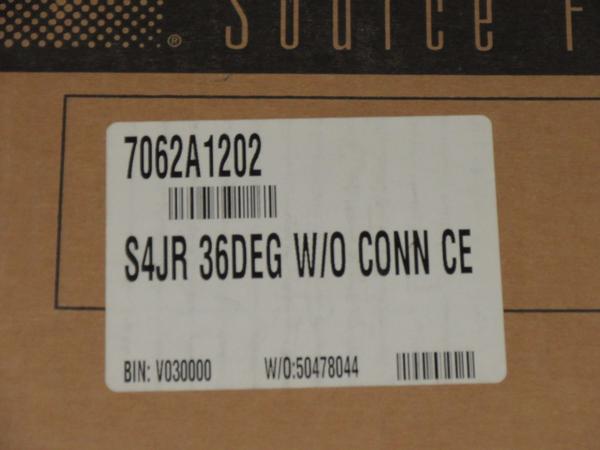 ® Source F
7062A1202
S4JR 36DEG W/O CONN CE
BIN: V030000 W/O:50478044